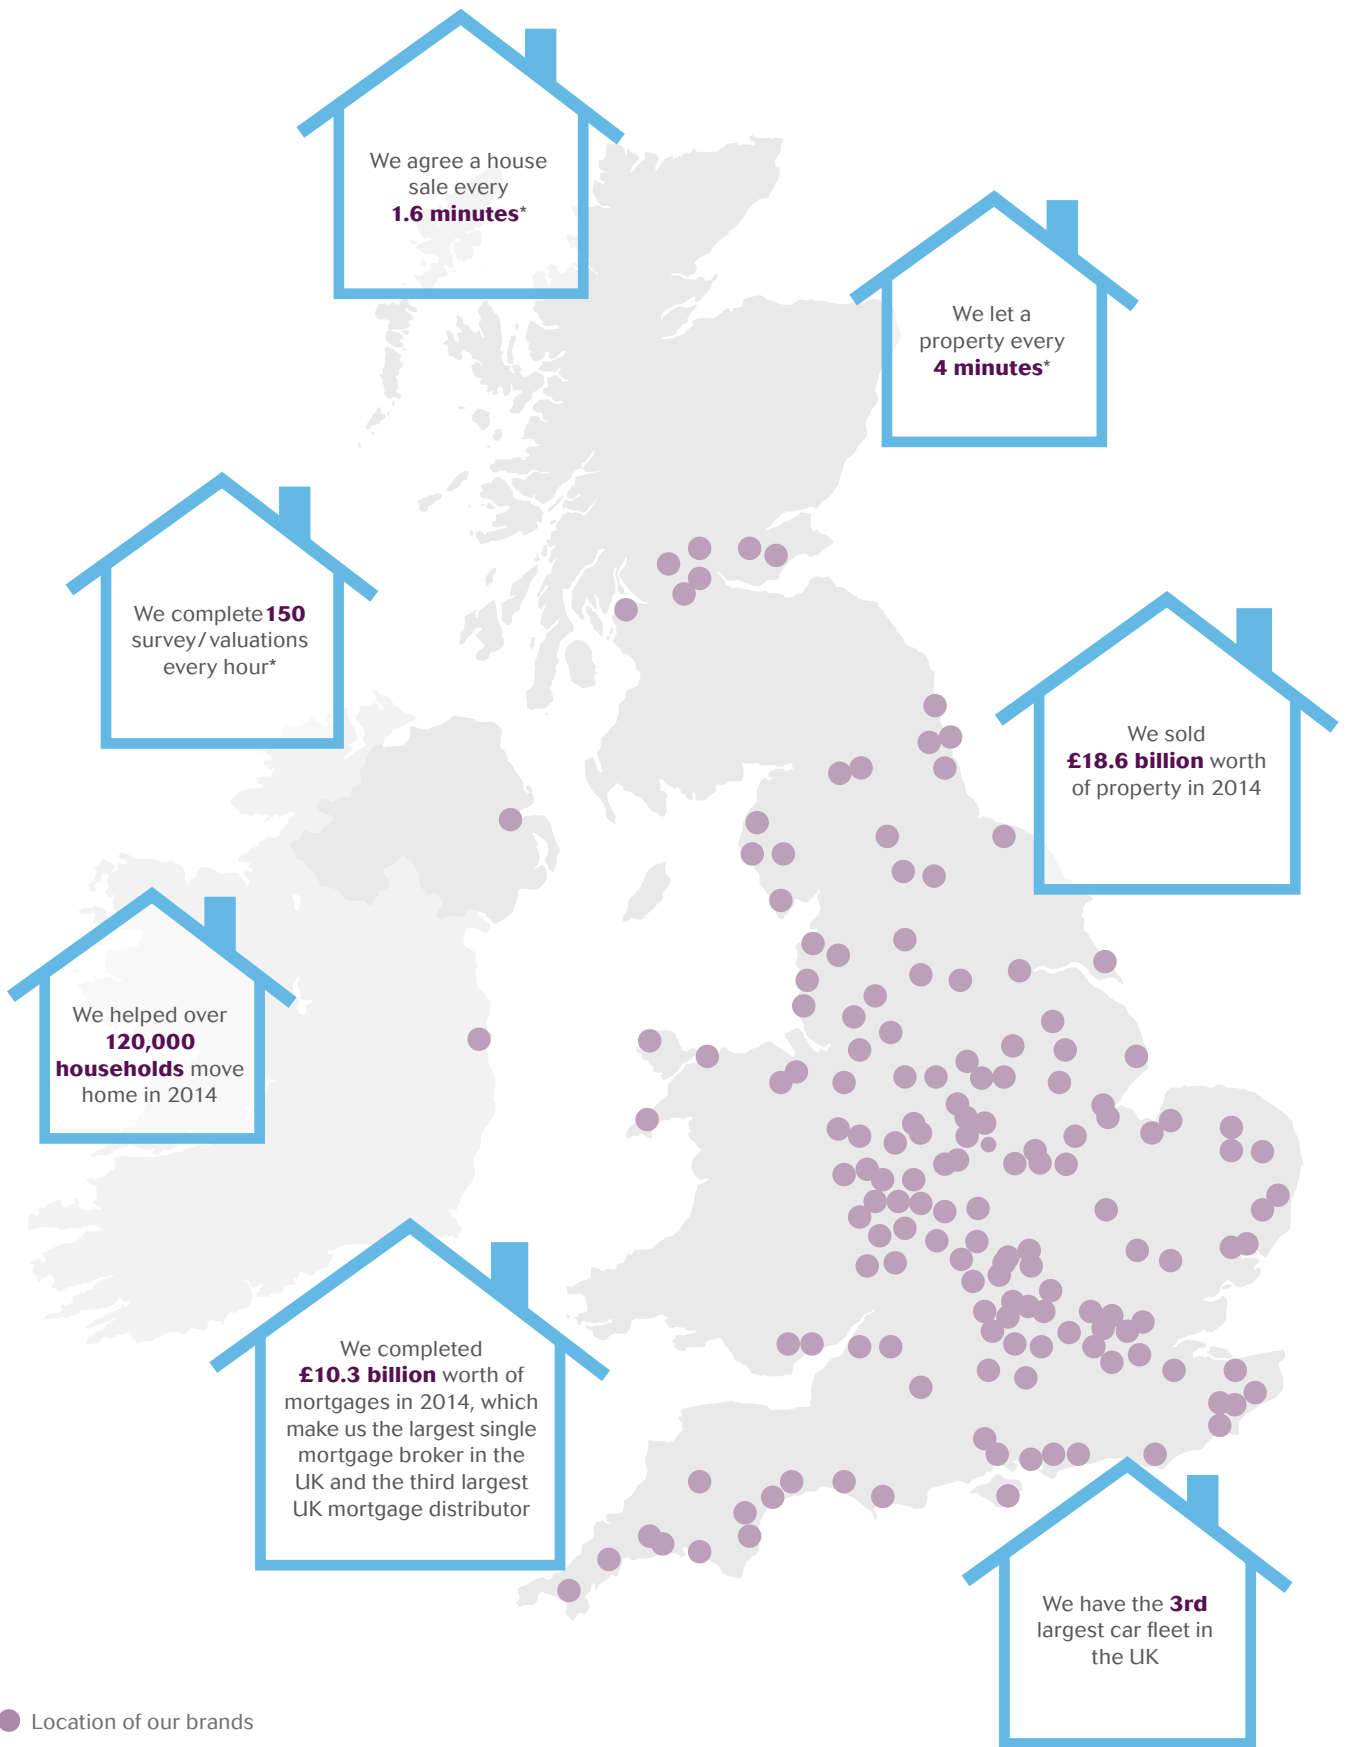 We agree a house
sale every
1.6 minutes*
We let a
property every
4 minutes*
We complete 150
survey/valuations
every hour*
We sold
£18.6 billion worth
of property in 2014
We helped over
120,000
households move
home in 2014
We completed
£10.3 billion worth of
mortgages in 2014, which
make us the largest single
mortgage broker in the
UK and the third largest
UK mortgage distributor
We have the 3rd
largest car fleet in
the UK
Location of our brands